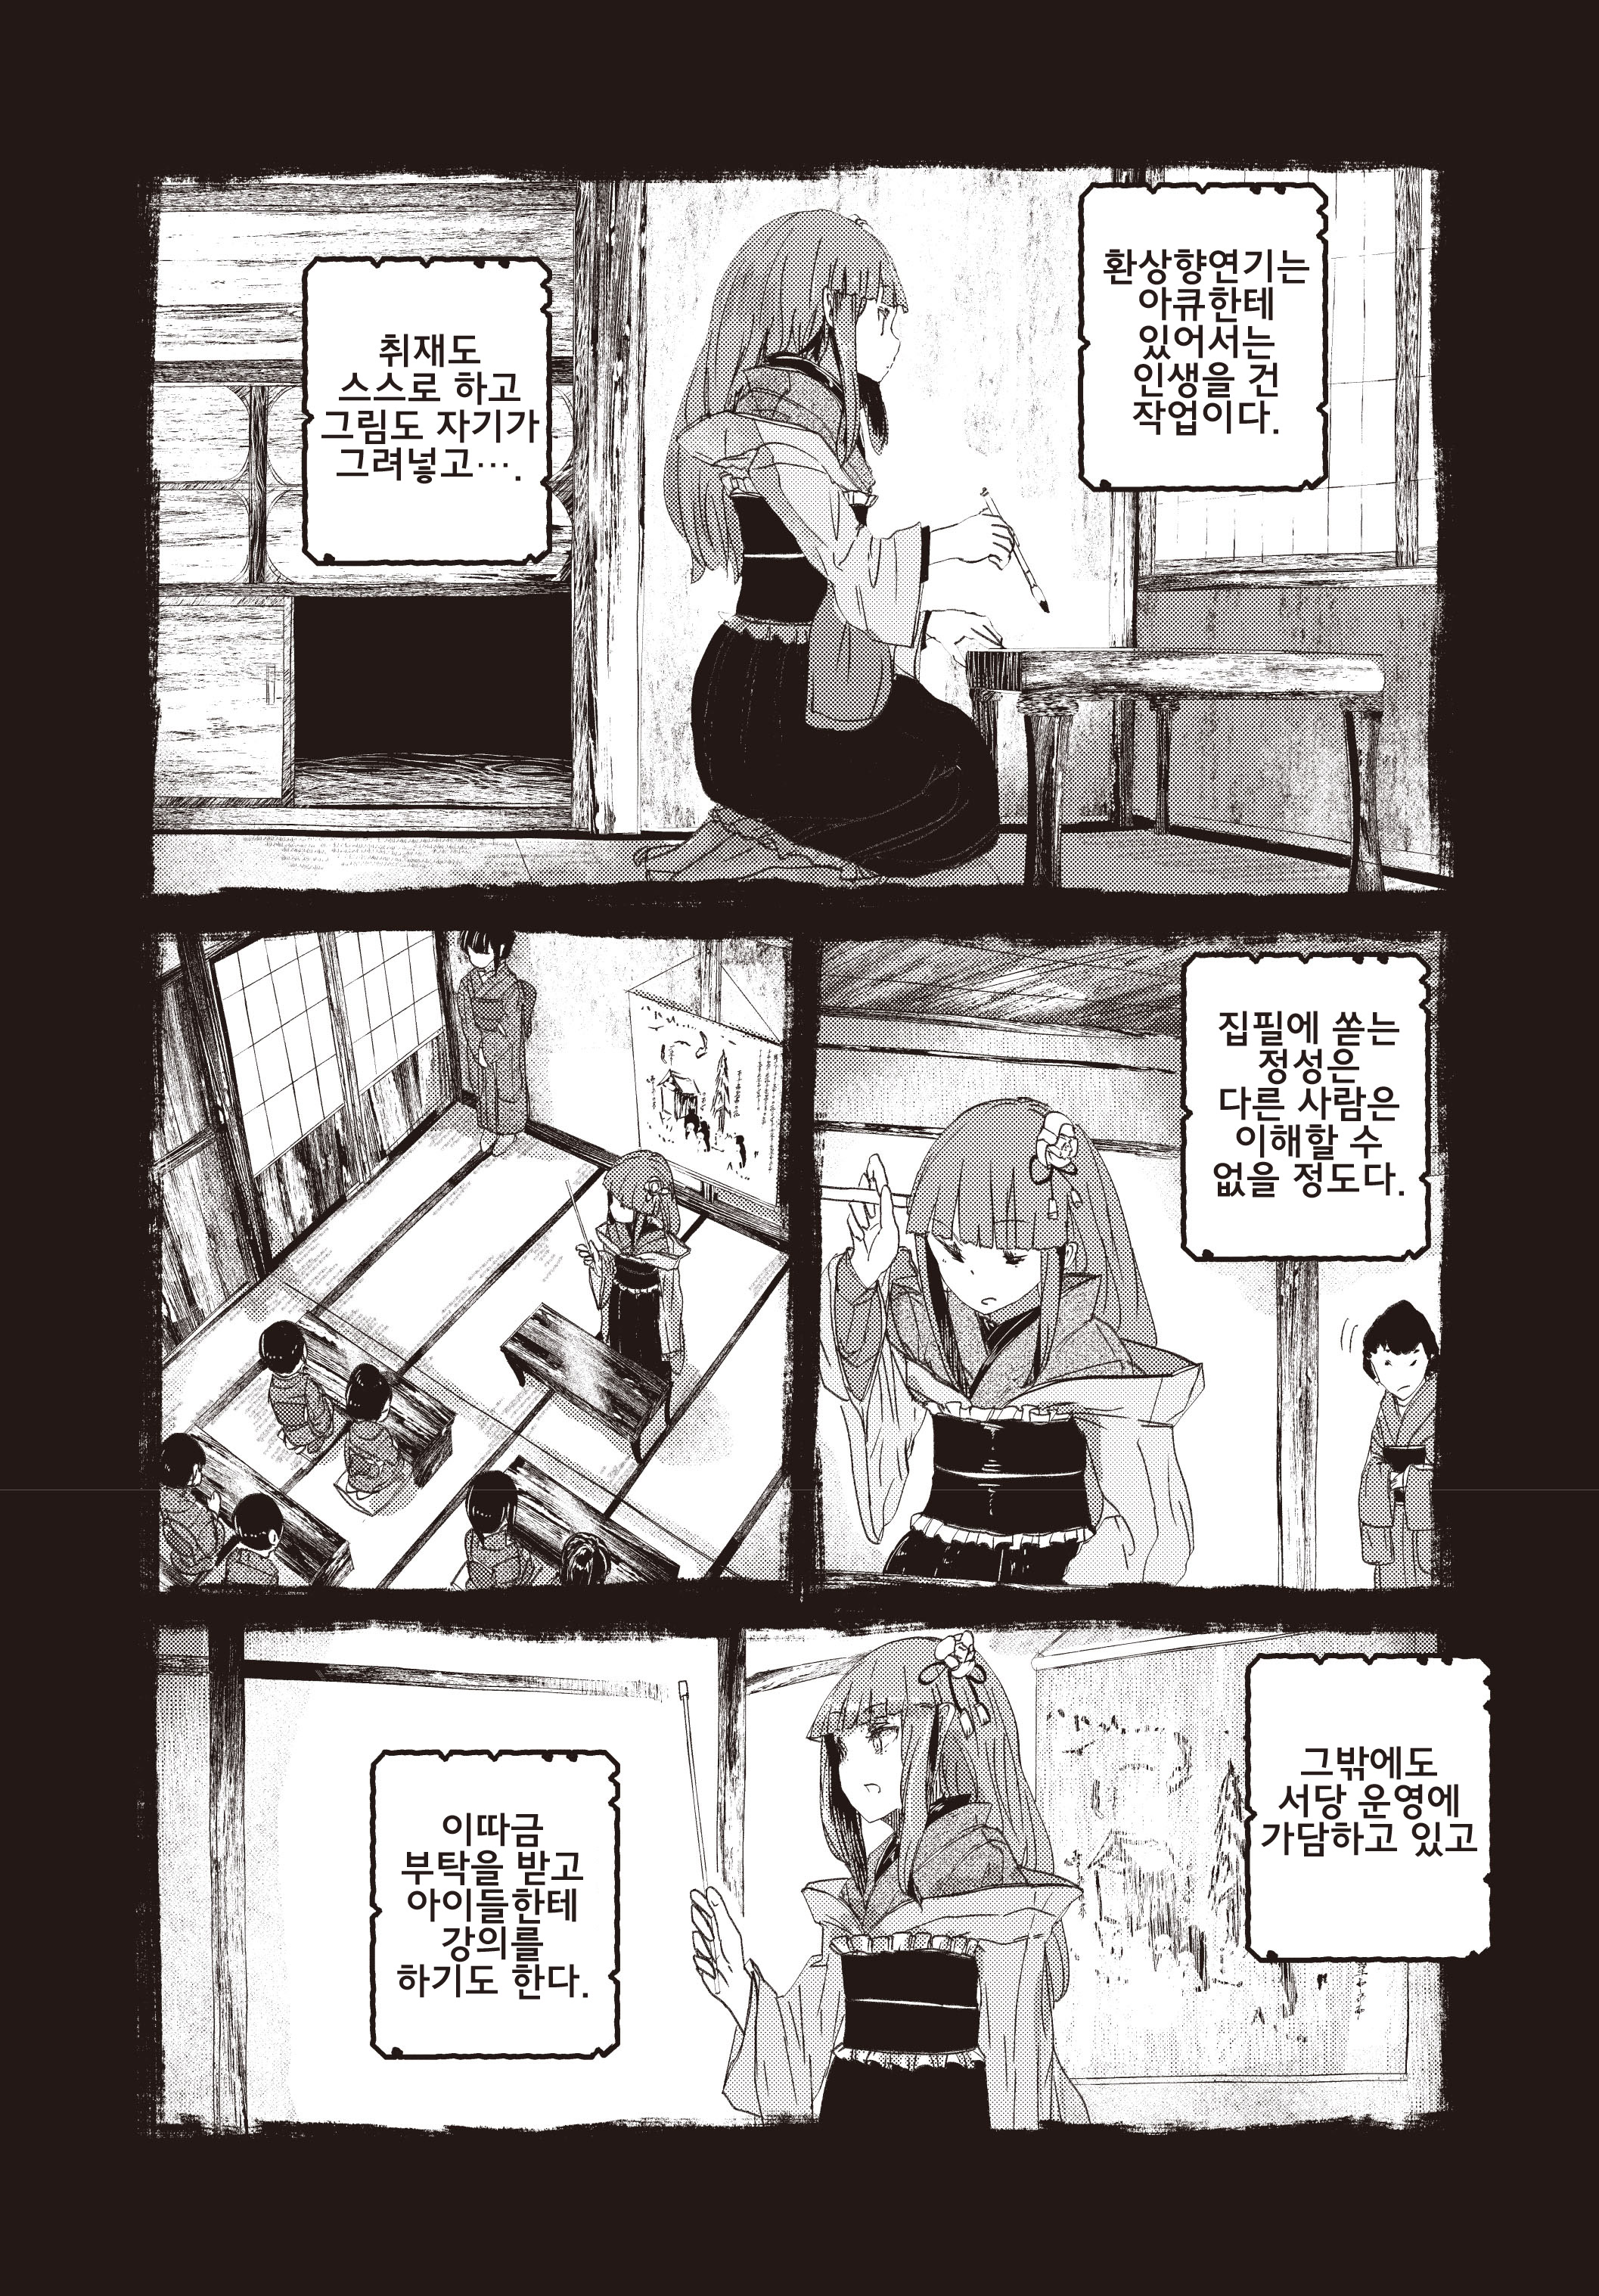 환상향연기는
아큐한테
있어서는
인생을 건
작업이다.
취재도
스스로 하고
그림도 자기가
그려넣고….
집필에 쏟는
정성은
다른 사람은
이해할 수
없을 정도다.
그밖에도
서당 운영에
가담하고 있고
이따금
부탁을 받고
아이들한테
강의를
하기도 한다.